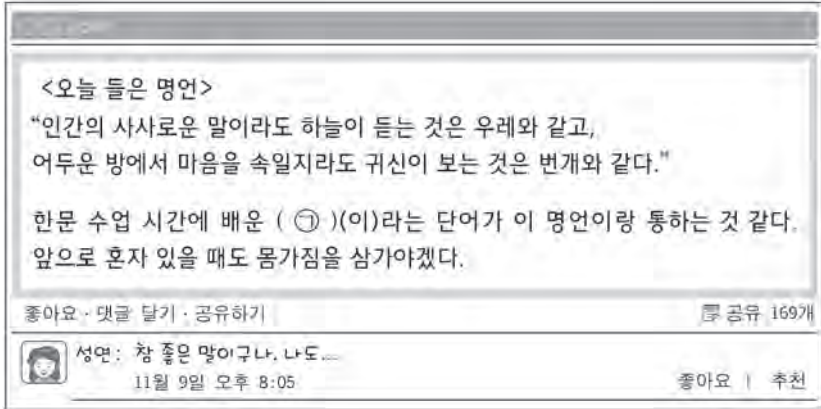 <오늘 들은 명언>
“인간의 사사로운 말이라도 하늘이 듣는 것은 우레와 같고,
어두운 방에서 마음을 속일지라도 귀신이 보는 것은 번개와 같다.”
한문 수업 시간에 배운 ( ㉠ )(이)라는 단어가 이 명언이랑 통하는 것 같다.
앞으로 혼자 있을 때도 몸가짐을 삼가야겠다.
좋아요 · 댓글 달기 · 공유하기 공유 169개
성연 : 참 좋은 말이구나. 나도……
11월 9일 오후 8:05 좋아요 | 추천